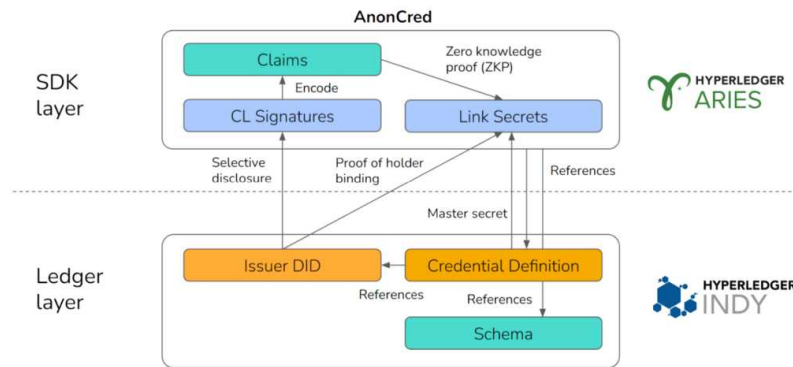 AnonCred
SDK
layer
Claims
Zero knowledge
proof (ZKP)
Encode
CL Signatures
Link Secrets
HYPERLEDGER
ARIES
Selective
disclosure
Proof of holder
binding
References
Master secret
Ledger
layer
Issuer DID
Credential Definition
References
References
Schema
HYPERLEDGER
INDY